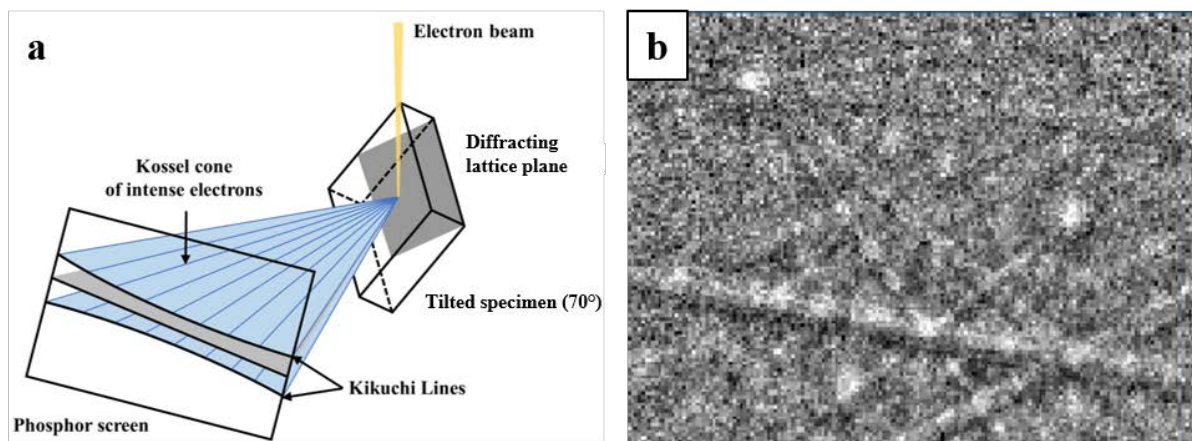 a
Electron beam
Diffracting
lattice plane
Kossel cone
of intense electrons
Tilted specimen (70°)
Kikuchi Lines
Phosphor screen
b